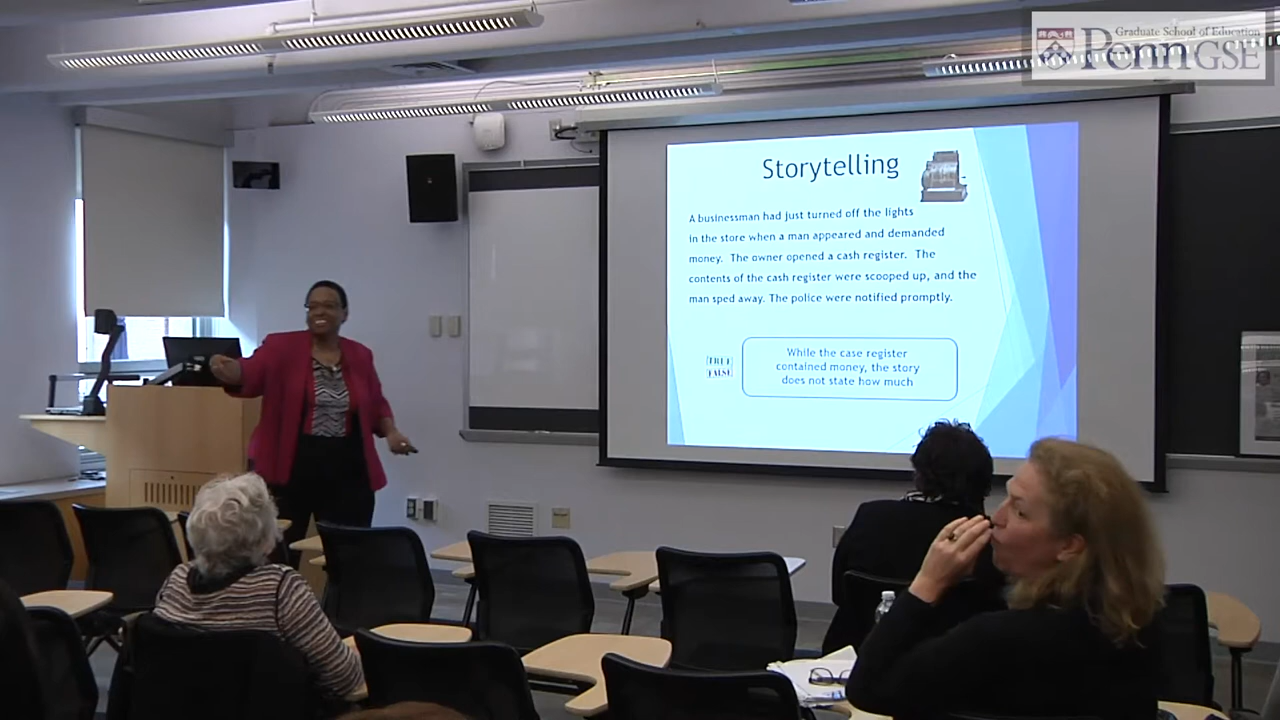 Graduate School of Education
PennGSE
Storytelling
A businessman had just turned off the lights
in the store when a man appeared and demanded
money. The owner opened a cash register. The
contents of the cash register were scooped up, and the
man sped away. The police were notified promptly.
TRUE
FALSE
While the case register
contained money, the story
does not state how much